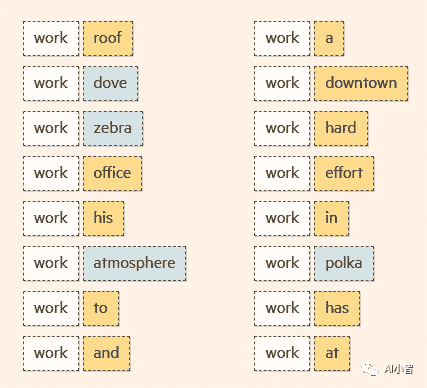 work roof
work dove
work zebra
work office
work his
work atmosphere
work to
work and
work a
work downtown
work hard
work effort
work in
work polka
work has
work at
AI小智